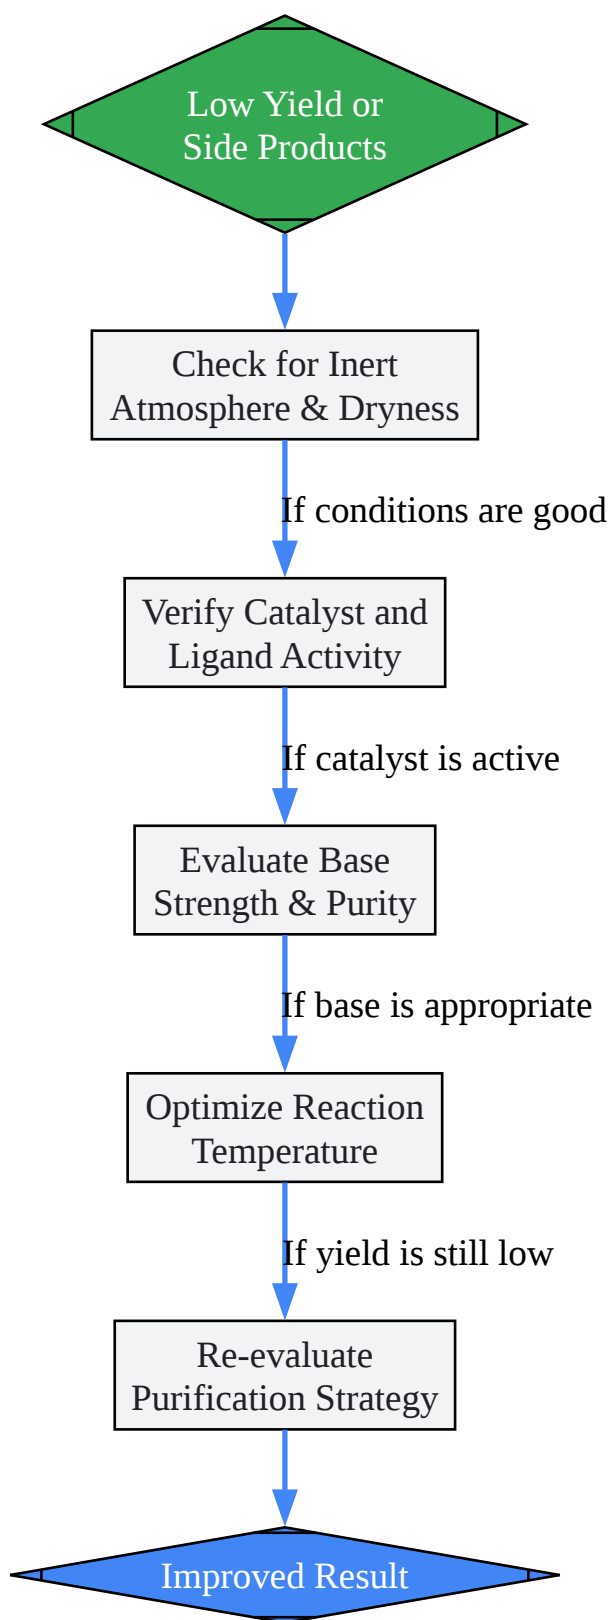 Low Yield or
Side Products
Check for Inert
Atmosphere & Dryness
If conditions are good
Verify Catalyst and
Ligand Activity
If catalyst is active
Evaluate Base
Strength & Purity
If base is appropriate
Optimize Reaction
Temperature
If yield is still low
Re-evaluate
Purification Strategy
Improved Result